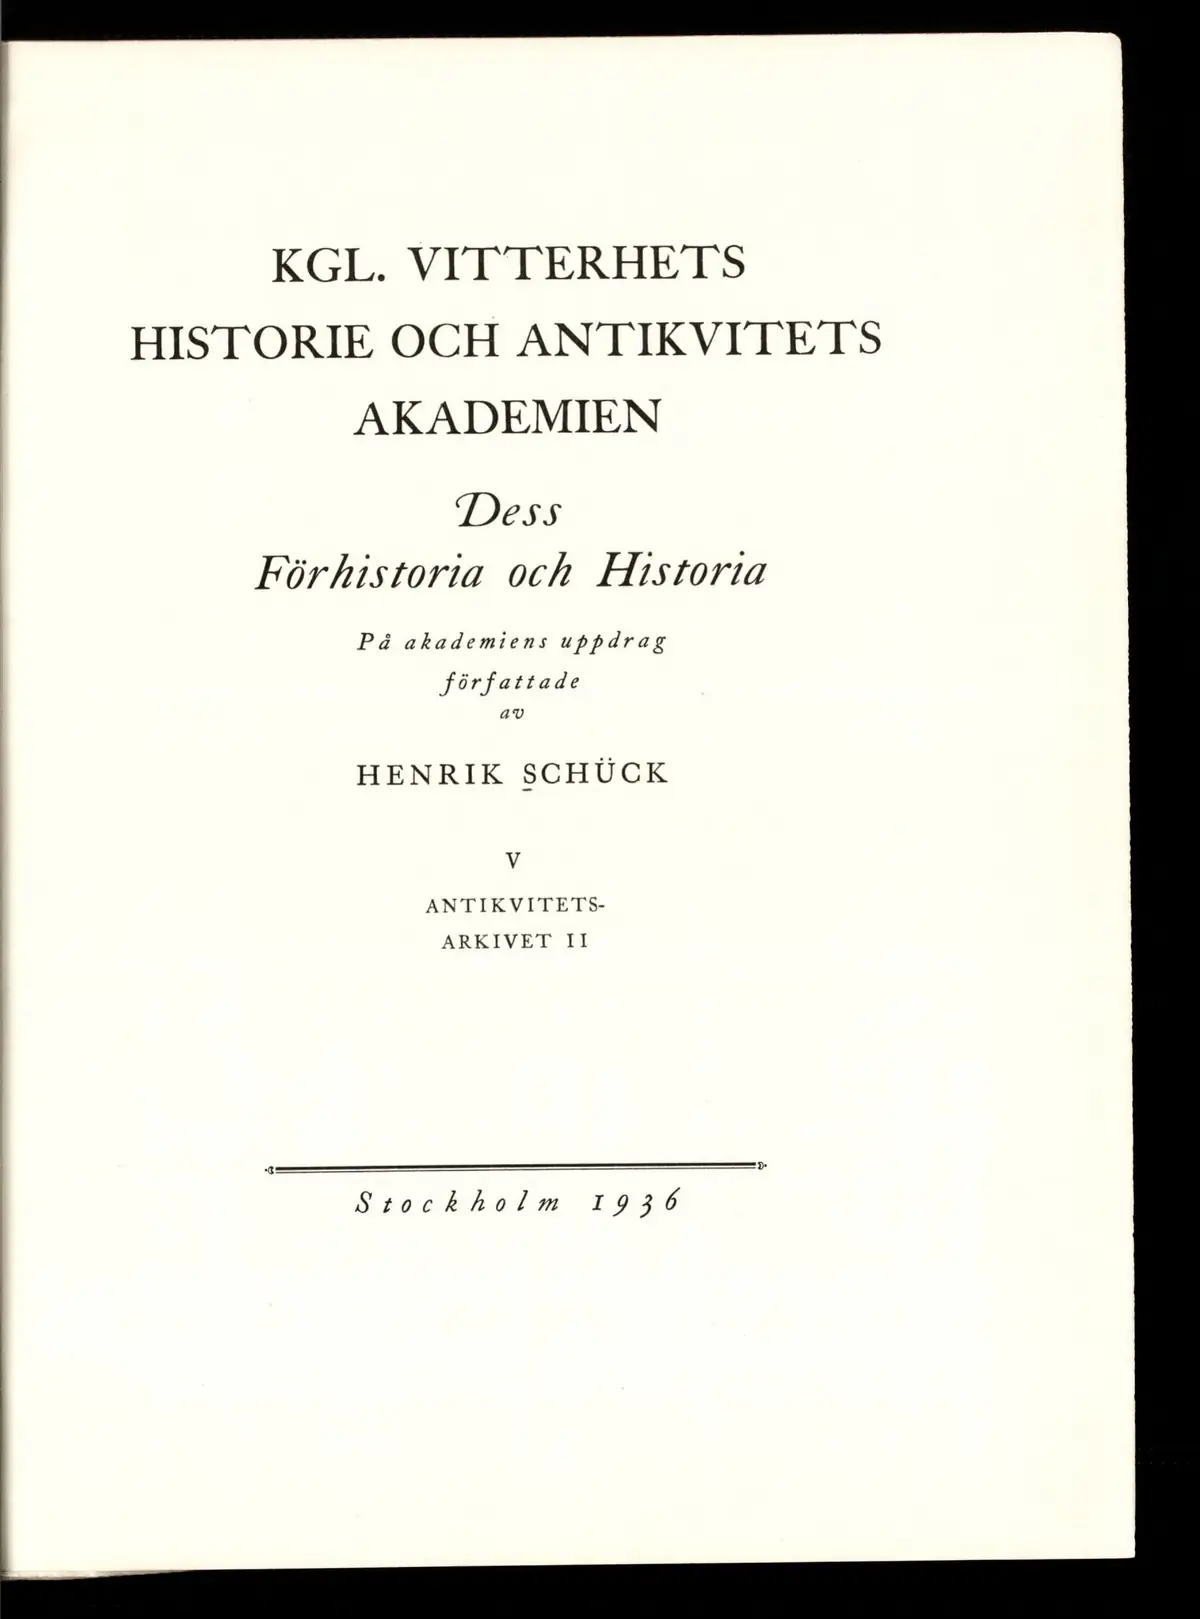 KGL. VITTERHETS
HISTORIE OCH ANTIKVITETS
AKADEMIEN
Dess
Förhistoria och Historia
På akademiens uppdrag
författade
av
HENRIK SCHÜCK
V
ANTIKVITETS-
ARKIVET II
Stockholm 1936